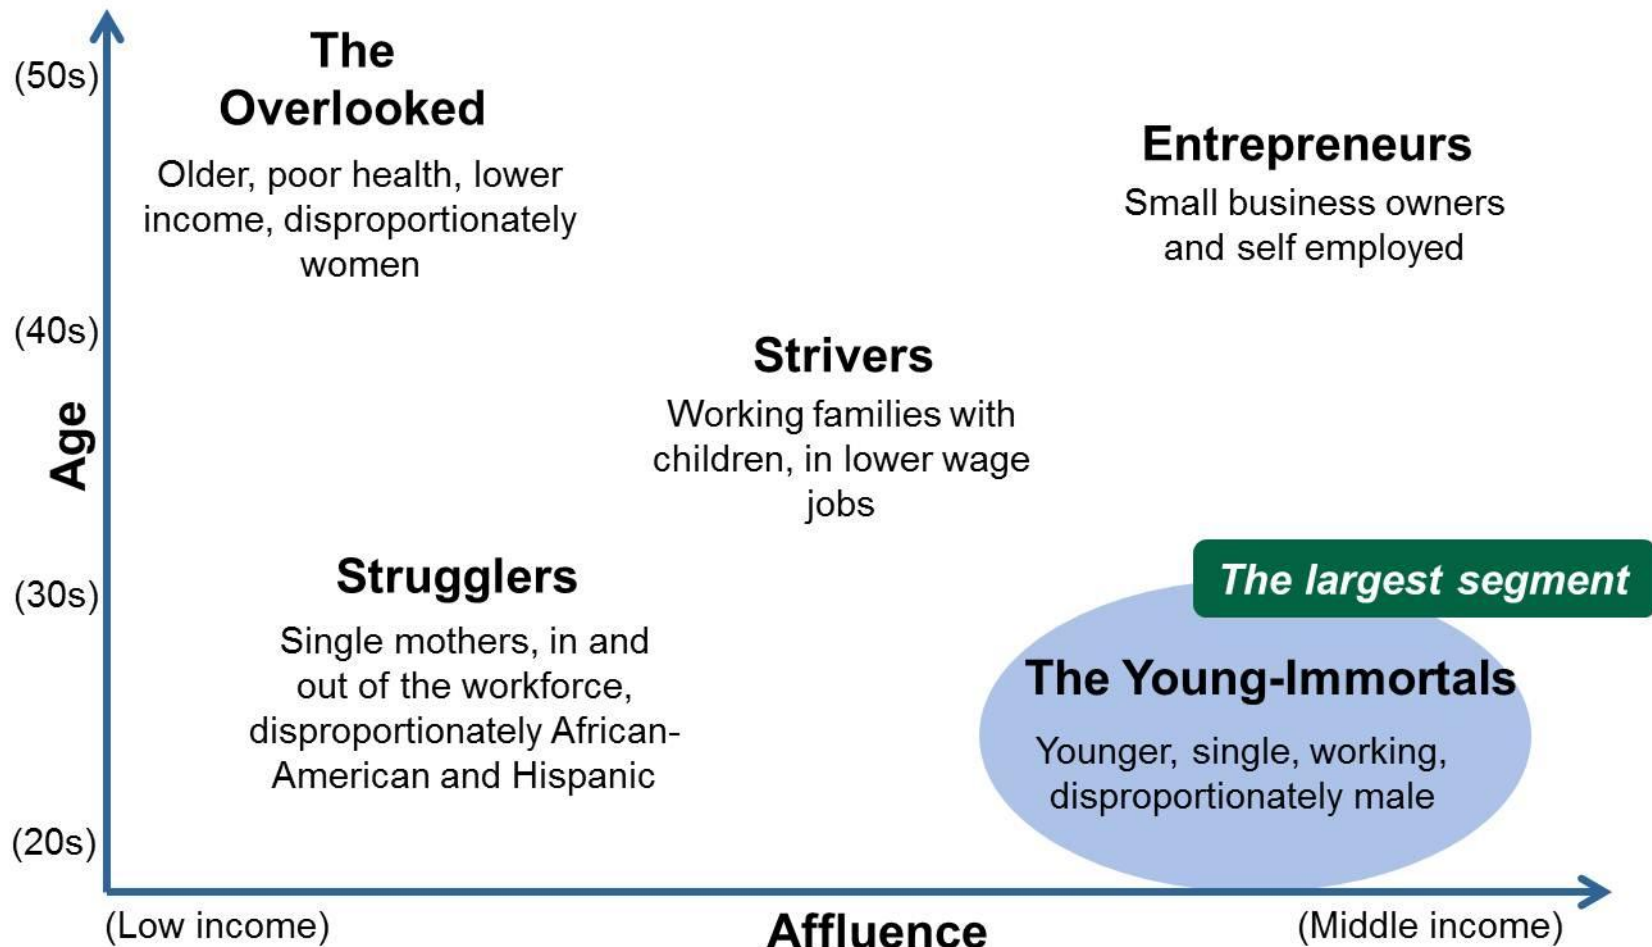 (50s)
The
Overlooked
Older, poor health, lower
income, disproportionately
women
Entrepreneurs
Small business owners
and self employed
(40s)
Strivers
Working families with
children, in lower wage
jobs
Age
(30s)
Strugglers
Single mothers, in and
out of the workforce,
disproportionately African-
American and Hispanic
The largest segment
The Young-Immortals
Younger, single, working,
disproportionately male
(20s)
(Low income)
Affluence
(Middle income)